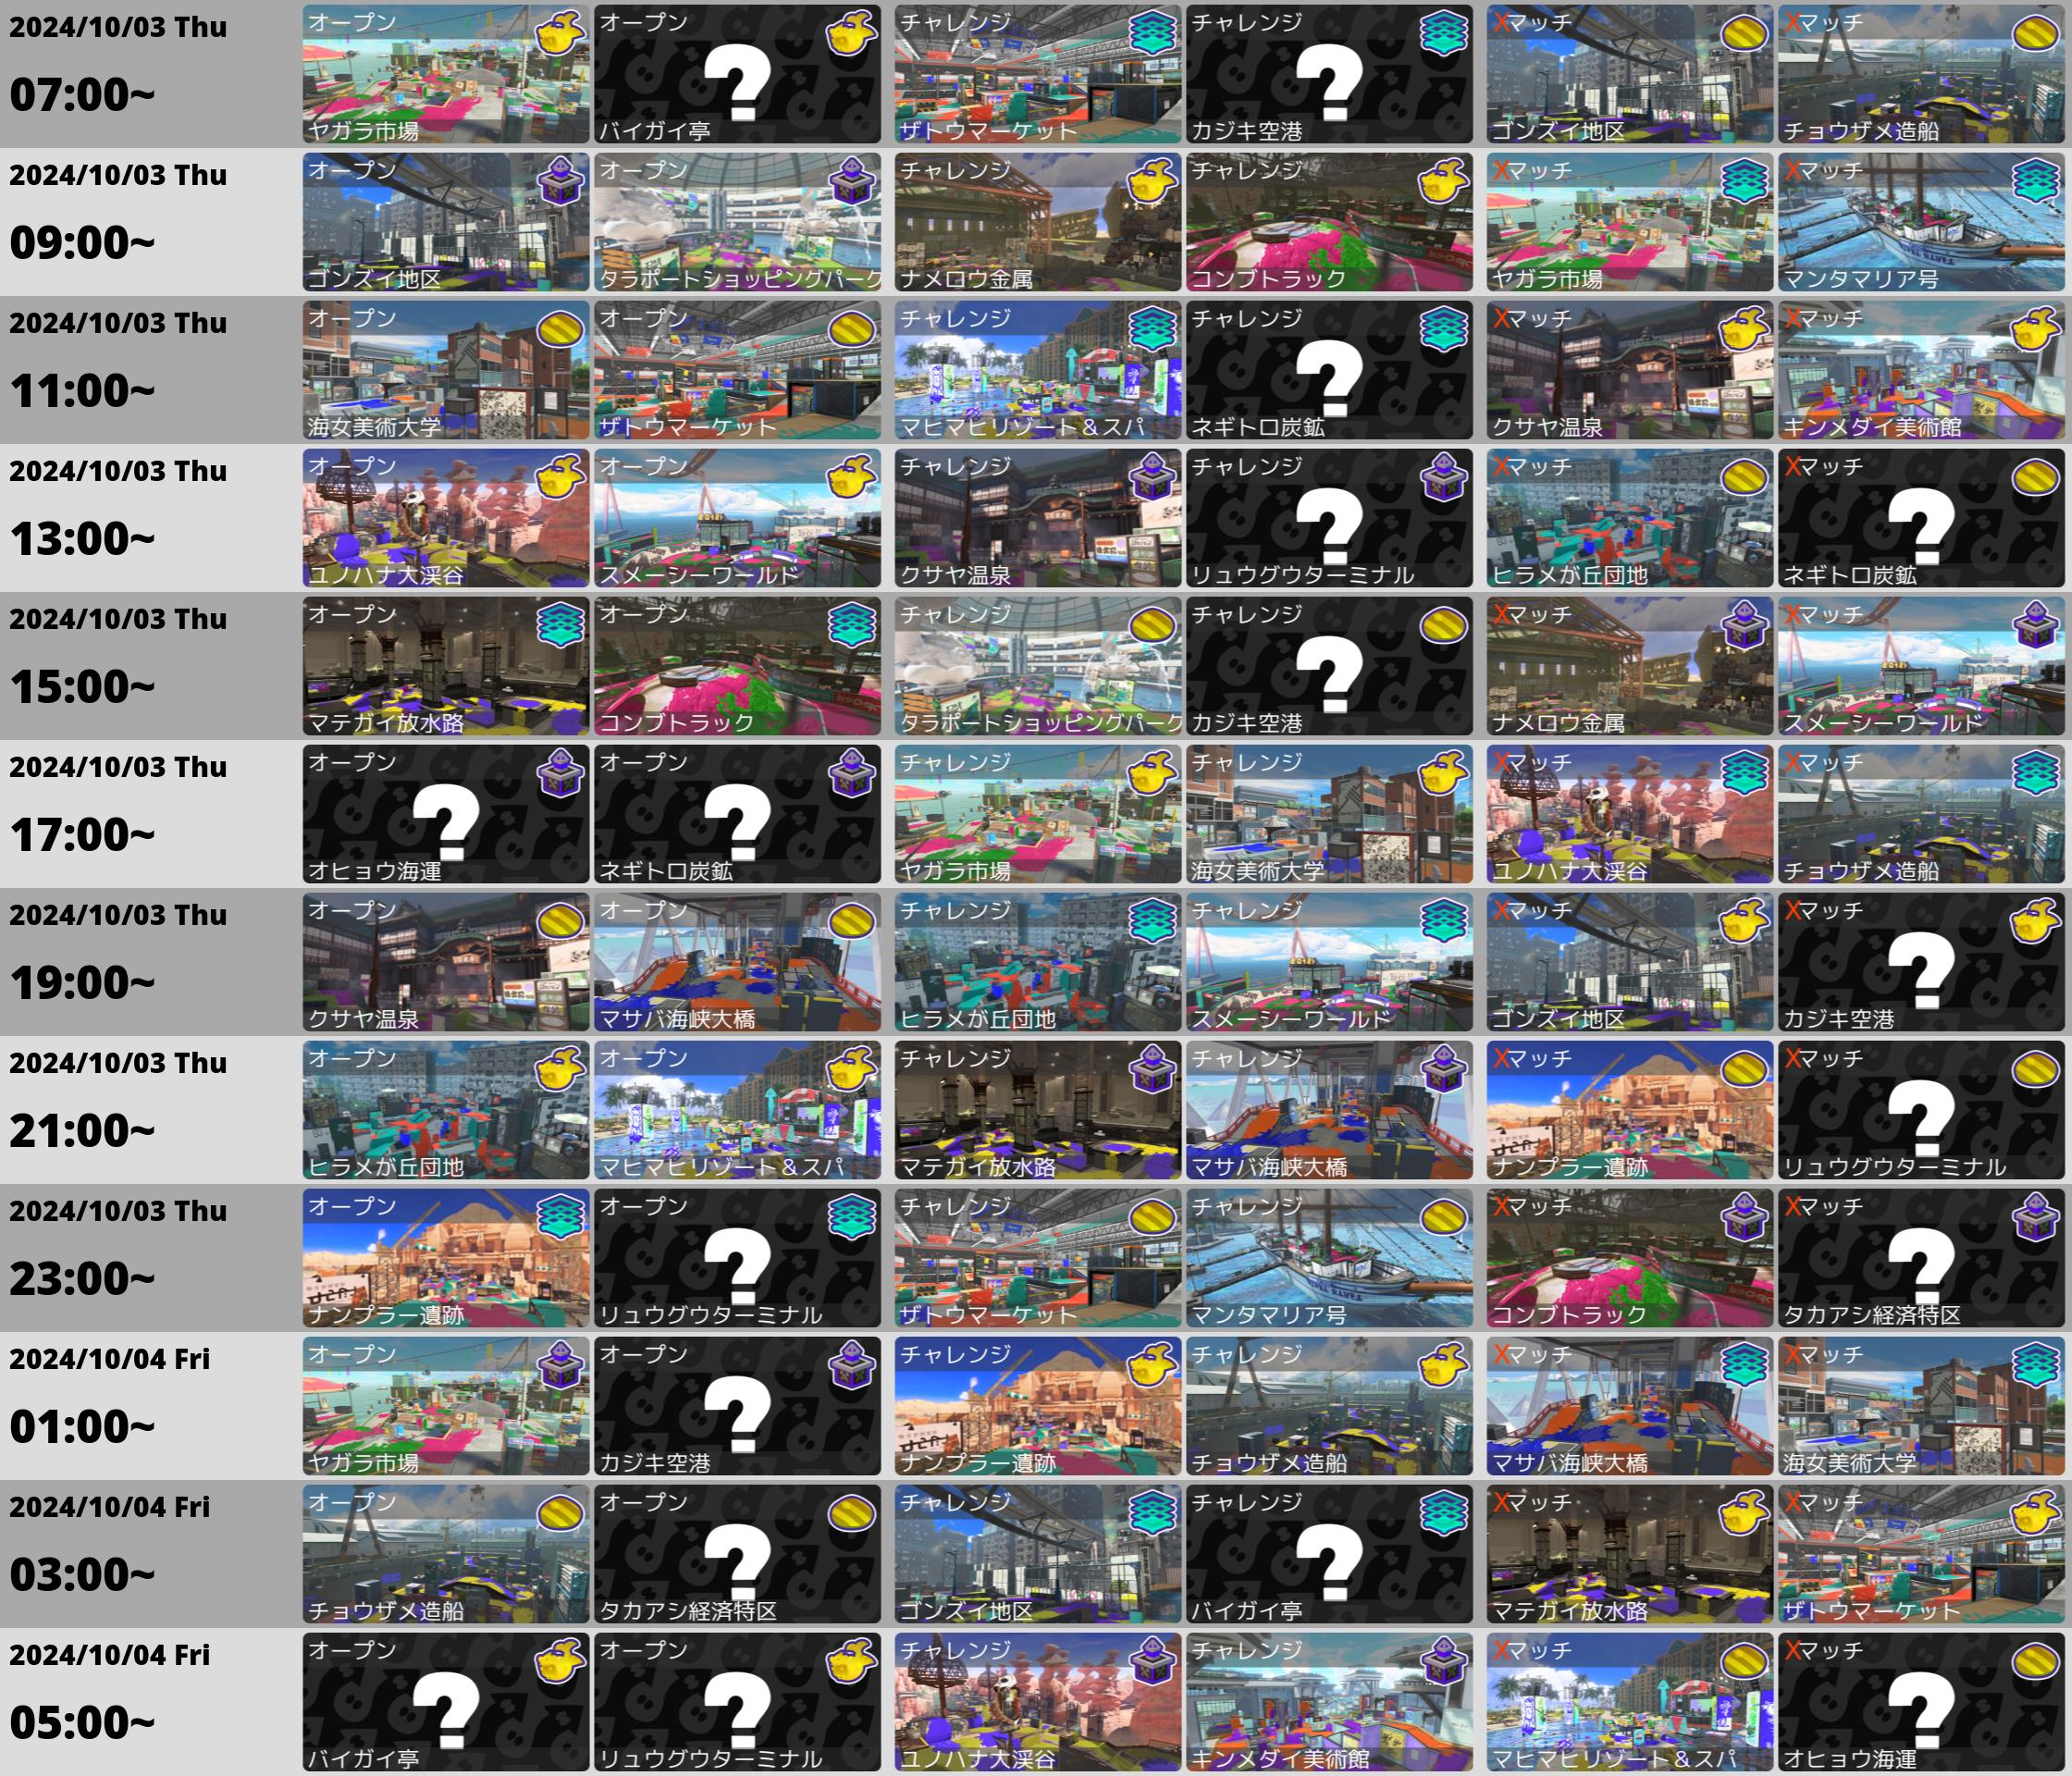 2024/10/03 Thu
07:00~
オープン
ヤガラ市場
オープン
バイガイ亭
チャレンジ
ザトウマーケット
チャレンジ
カジキ空港
Xマッチ
ゴンズイ地区
Xマッチ
チョウザメ造船
2024/10/03 Thu
09:00~
オープン
ゴンズイ地区
オープン
タラポートショッピングパーク
チャレンジ
ナメロウ金属
チャレンジ
コンブトラック
Xマッチ
ヤガラ市場
Xマッチ
マンタマリア号
2024/10/03 Thu
11:00~
オープン
海女美術大学
オープン
ザトウマーケット
チャレンジ
マヒマヒリゾート＆スパ
チャレンジ
ネギトロ炭鉱
Xマッチ
クサヤ温泉
Xマッチ
キンメダイ美術館
2024/10/03 Thu
13:00~
オープン
ユノハナ大渓谷
オープン
スメーシーワールド
チャレンジ
クサヤ温泉
チャレンジ
リュウグウターミナル
Xマッチ
ヒラメが丘団地
Xマッチ
ネギトロ炭鉱
2024/10/03 Thu
15:00~
オープン
マテガイ放水路
オープン
コンブトラック
チャレンジ
タラポートショッピングパーク
チャレンジ
カジキ空港
Xマッチ
ナメロウ金属
Xマッチ
スメーシーワールド
2024/10/03 Thu
17:00~
オープン
オヒョウ海運
オープン
ネギトロ炭鉱
チャレンジ
ヤガラ市場
チャレンジ
海女美術大学
Xマッチ
ユノハナ大渓谷
Xマッチ
チョウザメ造船
2024/10/03 Thu
19:00~
オープン
クサヤ温泉
オープン
マサバ海峡大橋
チャレンジ
ヒラメが丘団地
チャレンジ
スメーシーワールド
Xマッチ
ゴンズイ地区
Xマッチ
カジキ空港
2024/10/03 Thu
21:00~
オープン
ヒラメが丘団地
オープン
マヒマヒリゾート＆スパ
チャレンジ
マテガイ放水路
チャレンジ
マサバ海峡大橋
Xマッチ
ナンプラー遺跡
Xマッチ
リュウグウターミナル
2024/10/03 Thu
23:00~
オープン
ナンプラー遺跡
オープン
リュウグウターミナル
チャレンジ
ザトウマーケット
チャレンジ
マンタマリア号
Xマッチ
コンブトラック
Xマッチ
タカアシ経済特区
2024/10/04 Fri
01:00~
オープン
ヤガラ市場
オープン
カジキ空港
チャレンジ
ナンプラー遺跡
チャレンジ
チョウザメ造船
Xマッチ
マサバ海峡大橋
Xマッチ
海女美術大学
2024/10/04 Fri
03:00~
オープン
チョウザメ造船
オープン
タカアシ経済特区
チャレンジ
ゴンズイ地区
チャレンジ
バイガイ亭
Xマッチ
マテガイ放水路
Xマッチ
ザトウマーケット
2024/10/04 Fri
05:00~
オープン
バイガイ亭
オープン
リュウグウターミナル
チャレンジ
ユノハナ大渓谷
チャレンジ
キンメダイ美術館
Xマッチ
マヒマヒリゾート＆スパ
Xマッチ
オヒョウ海運